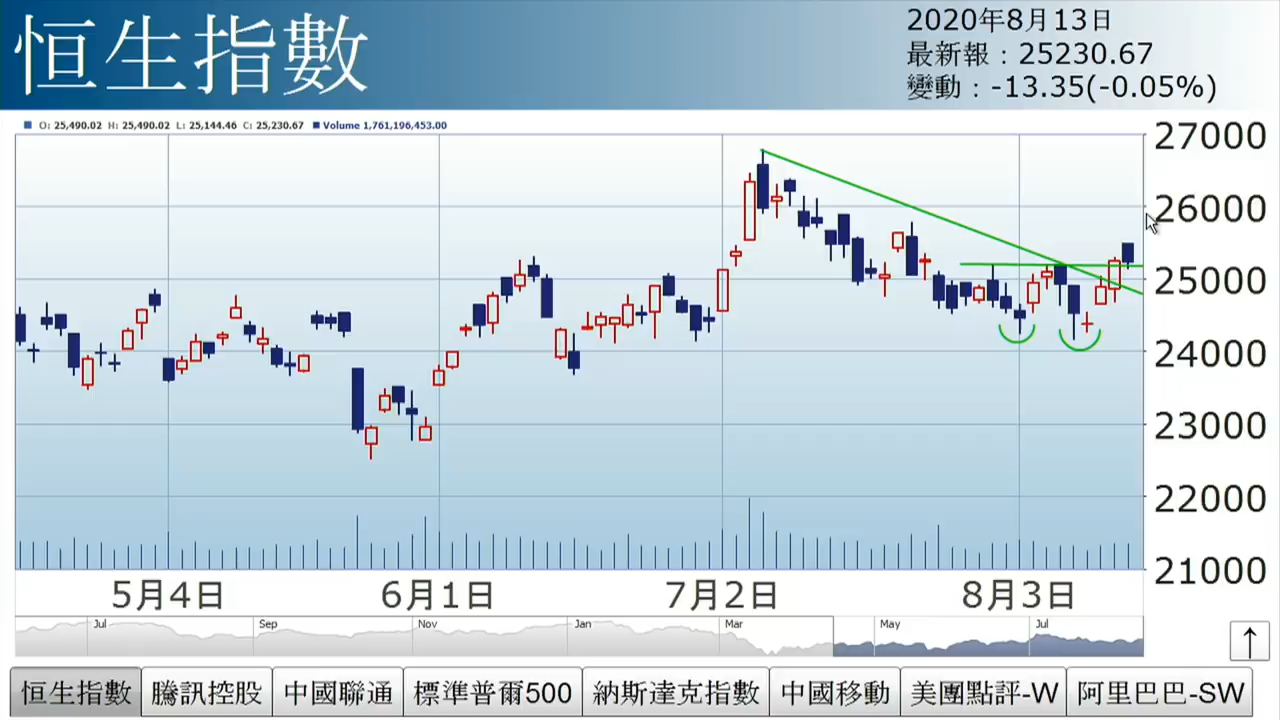 恒生指數
2020年8月13日
最新報：25230.67
變動：-13.35(-0.05%)
O: 25,490.02 H: 25,490.02 L: 25,144.46 C: 25,230.67 Volume 1,761,196,453.00
27000
26000
25000
24000
23000
22000
21000
5月4日 6月1日 7月2日 8月3日
Jul Sep Nov Jan Mar May Jul
↑
恒生指數 騰訊控股 中國聯通 標準普爾500 納斯達克指數 中國移動 美團點評-W 阿里巴巴-SW